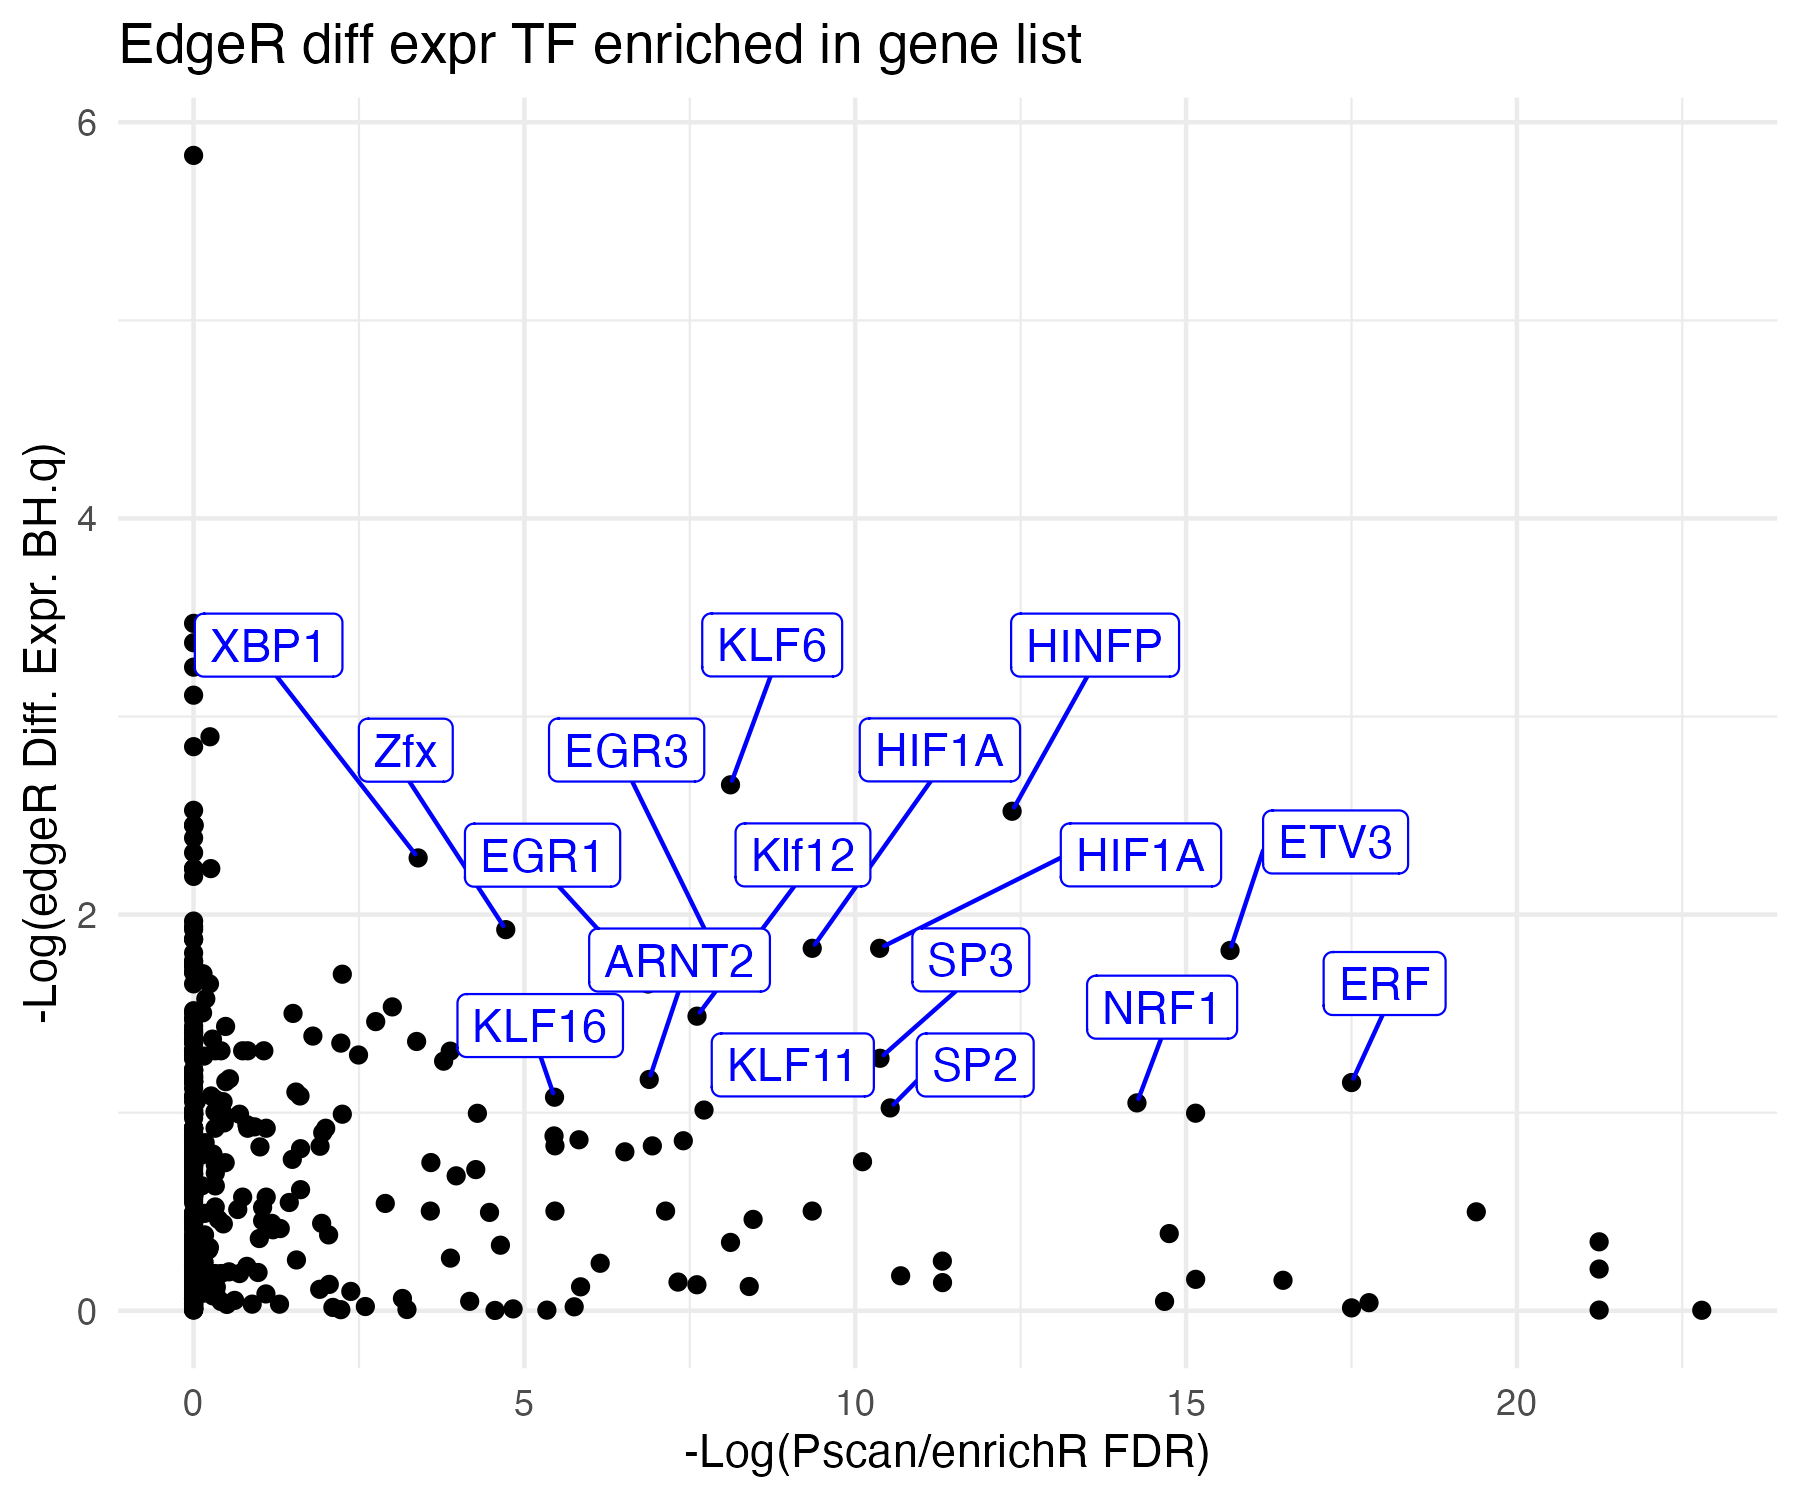 EdgeR diff expr TF enriched in gene list
6
4
2
0
-Log(edgeR Diff. Expr. BH.q)
XBP1
KLF6
HINFP
Zfx
EGR3
HIF1A
EGR1
Klf12
HIF1A
ETV3
ARNT2
SP3
ERF
KLF16
NRF1
KLF11
SP2
0
5
10
15
20
-Log(Pscan/enrichR FDR)